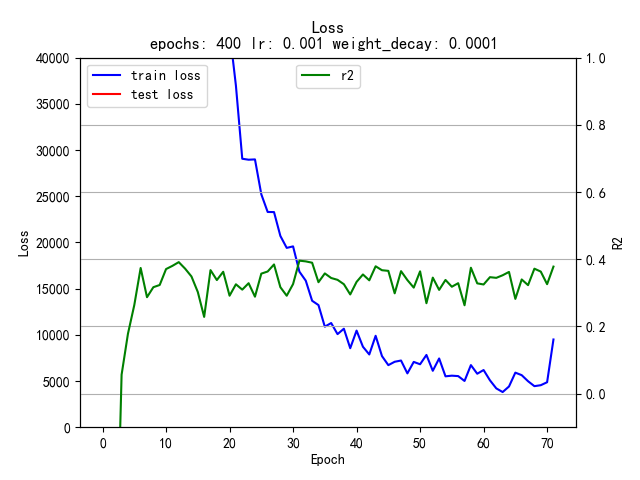 Loss
epochs: 400 lr: 0.001 weight_decay: 0.0001
train loss
test loss
r2
40000
35000
30000
25000
20000
15000
10000
5000
0
Loss
1.0
0.8
0.6
0.4
0.2
0.0
R2
0 10 20 30 40 50 60 70
Epoch